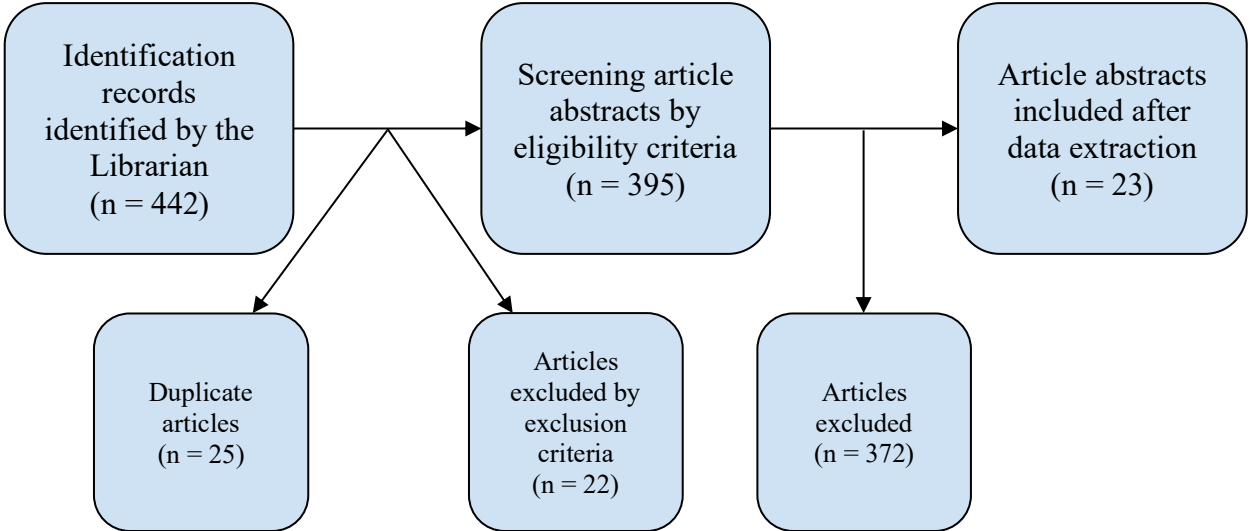 Identification
records
identified by the
Librarian
(n = 442)
Screening article
abstracts by
eligibility criteria
(n = 395)
Article abstracts
included after
data extraction
(n = 23)
Duplicate
articles
(n = 25)
Articles
excluded by
exclusion
criteria
(n = 22)
Articles
excluded
(n = 372)